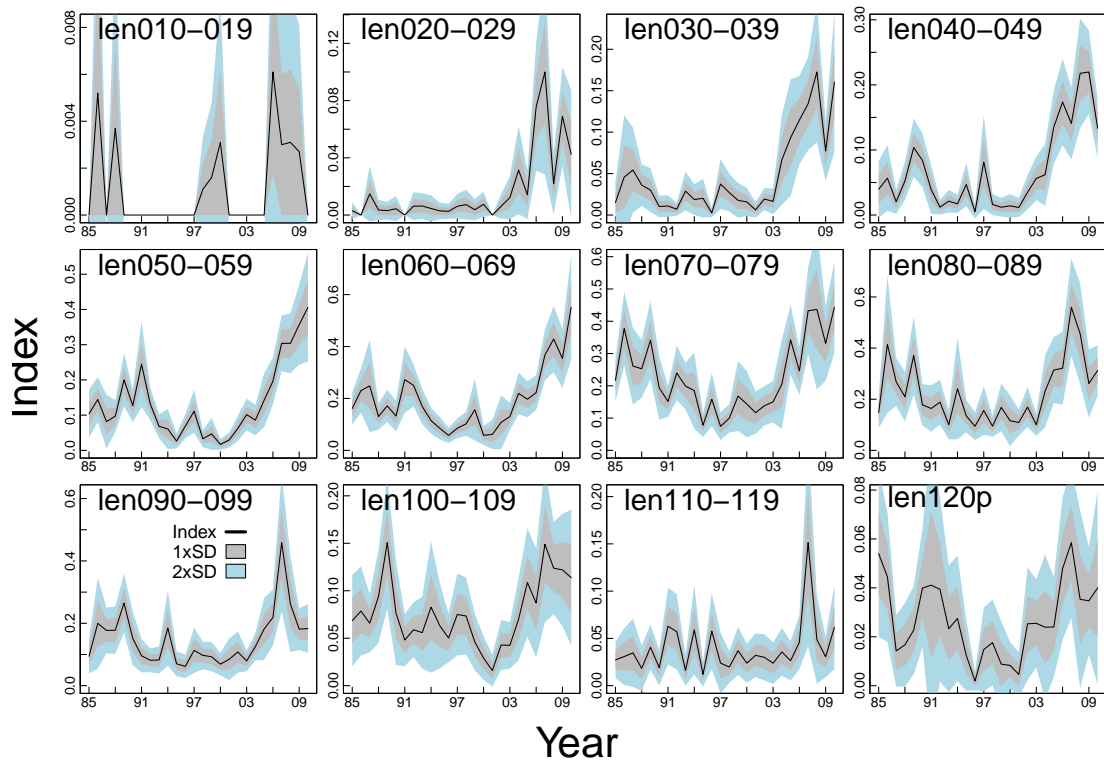 len010−019
len020−029
len030−039
len040−049
0.000 0.004 0.008
0.00 0.04 0.08 0.12
0.00 0.05 0.10 0.15 0.20
0.00 0.10 0.20 0.30
85 91 97 03 09
85 91 97 03 09
85 91 97 03 09
85 91 97 03 09
len050−059
len060−069
len070−079
len080−089
0.0 0.1 0.2 0.3 0.4 0.5
0.0 0.2 0.4 0.6
0.0 0.1 0.2 0.3 0.4 0.5 0.6
0.0 0.2 0.4 0.6
85 91 97 03 09
85 91 97 03 09
85 91 97 03 09
85 91 97 03 09
len090−099
len100−109
len110−119
len120p
Index
1xSD
2xSD
0.0 0.2 0.4 0.6
0.00 0.05 0.10 0.15 0.20
0.00 0.05 0.10 0.15 0.20
0.00 0.02 0.04 0.06 0.08
85 91 97 03 09
85 91 97 03 09
85 91 97 03 09
85 91 97 03 09
Index
Year